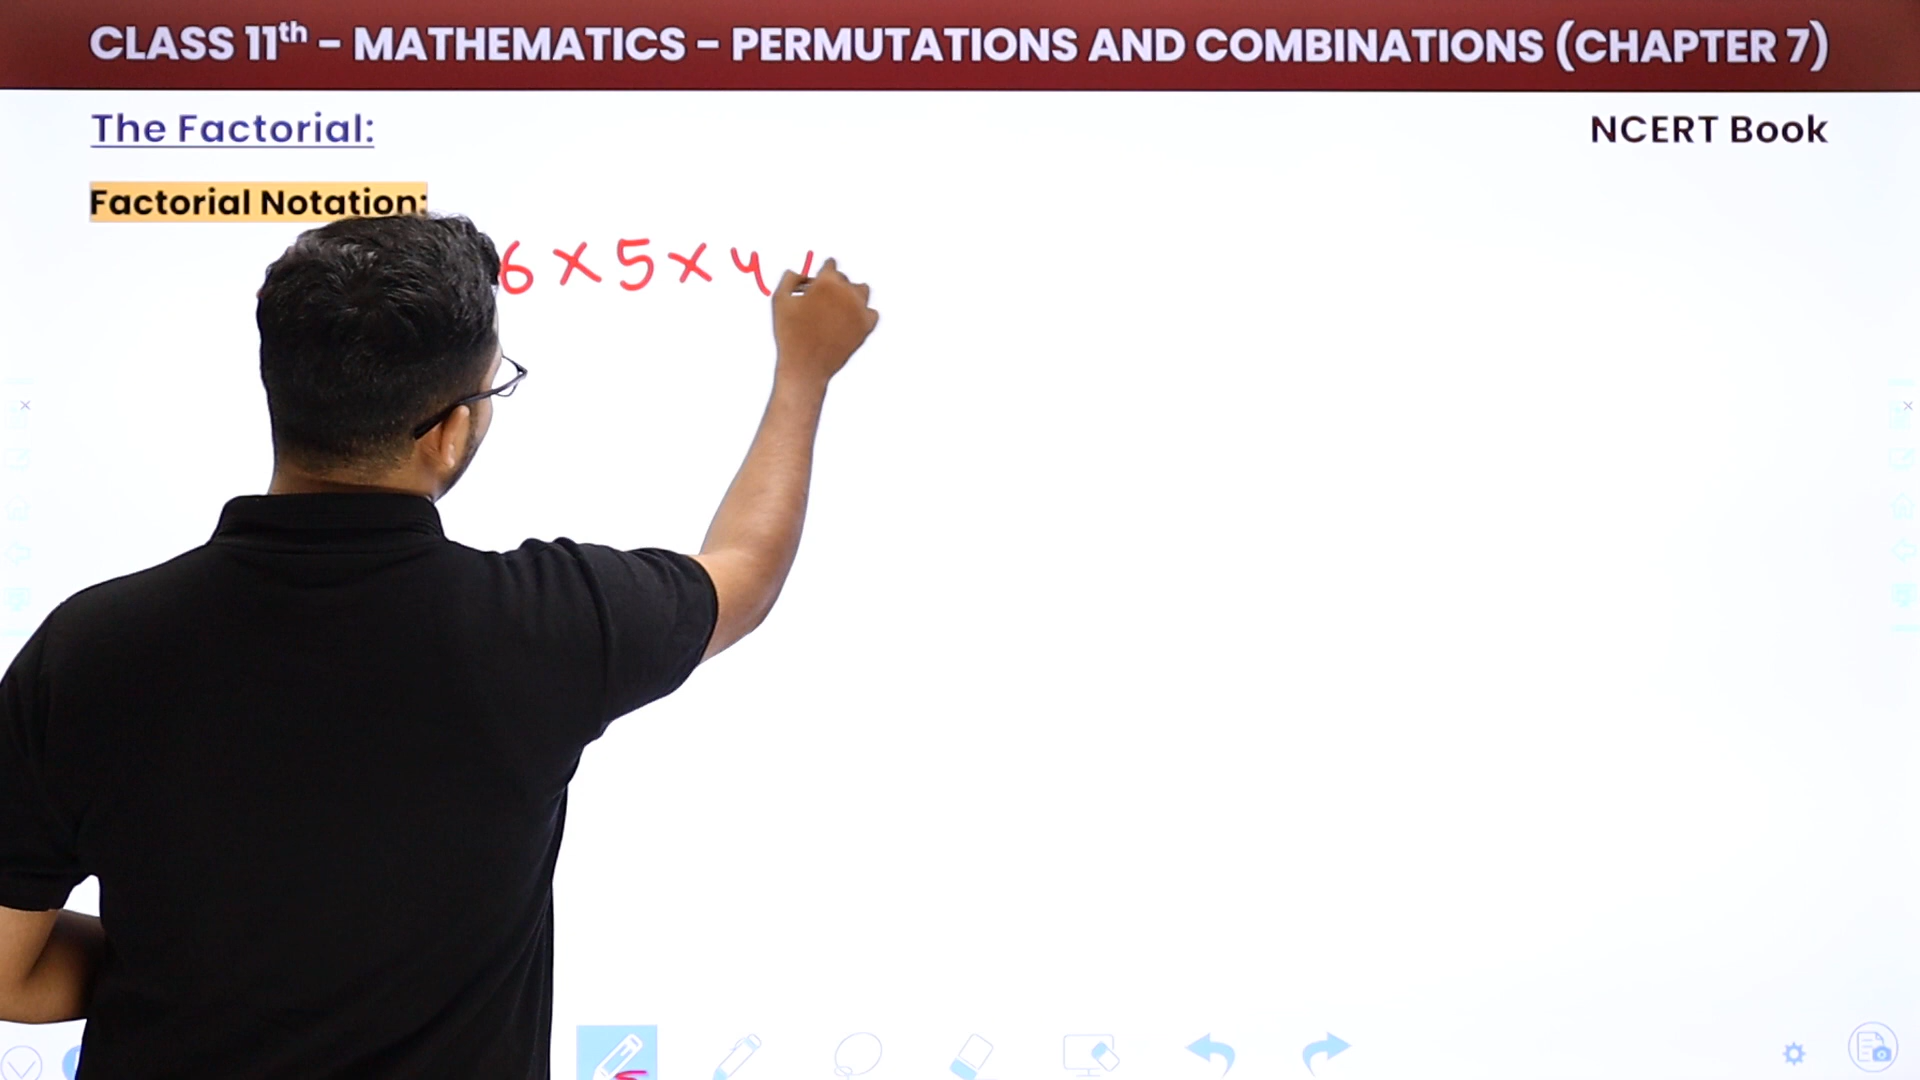 CLASS 11th – MATHEMATICS – PERMUTATIONS AND COMBINATIONS (CHAPTER 7)
The Factorial:
NCERT Book
Factorial Notation:
6 × 5 × 4